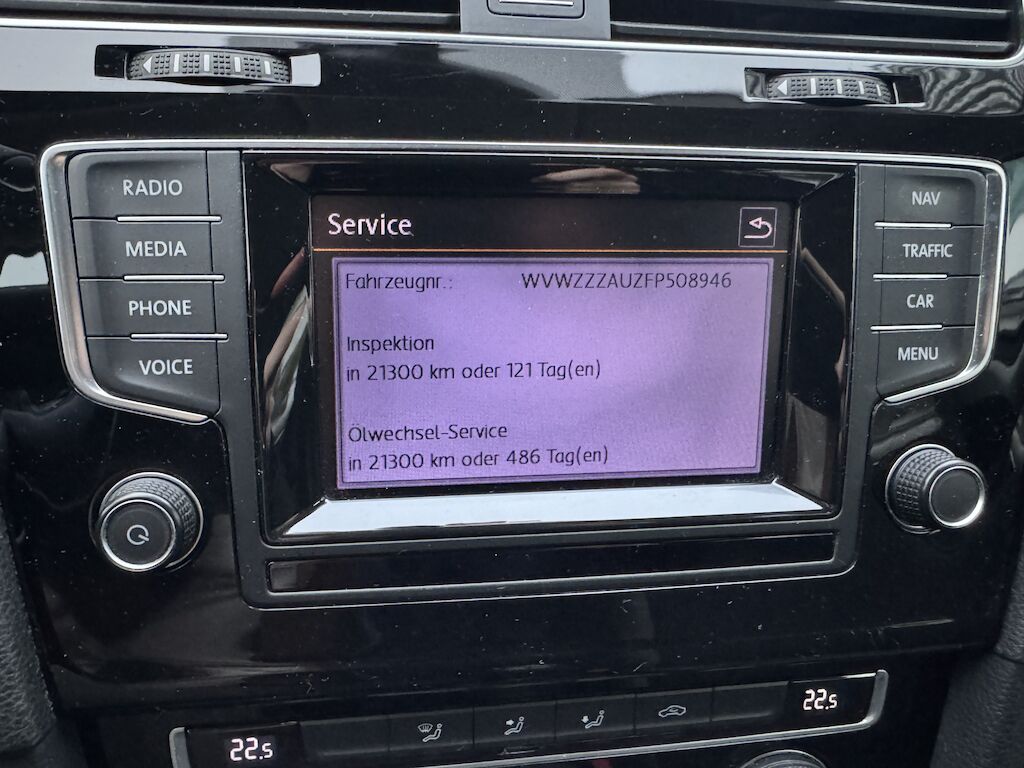 RADIO
MEDIA
PHONE
VOICE
Service
Fahrzeugnr.: WVWZZZAUZFP508946
Inspektion
in 21300 km oder 121 Tag(en)
Ölwechsel-Service
in 21300 km oder 486 Tag(en)
NAV
TRAFFIC
CAR
MENU
22.5
22.5